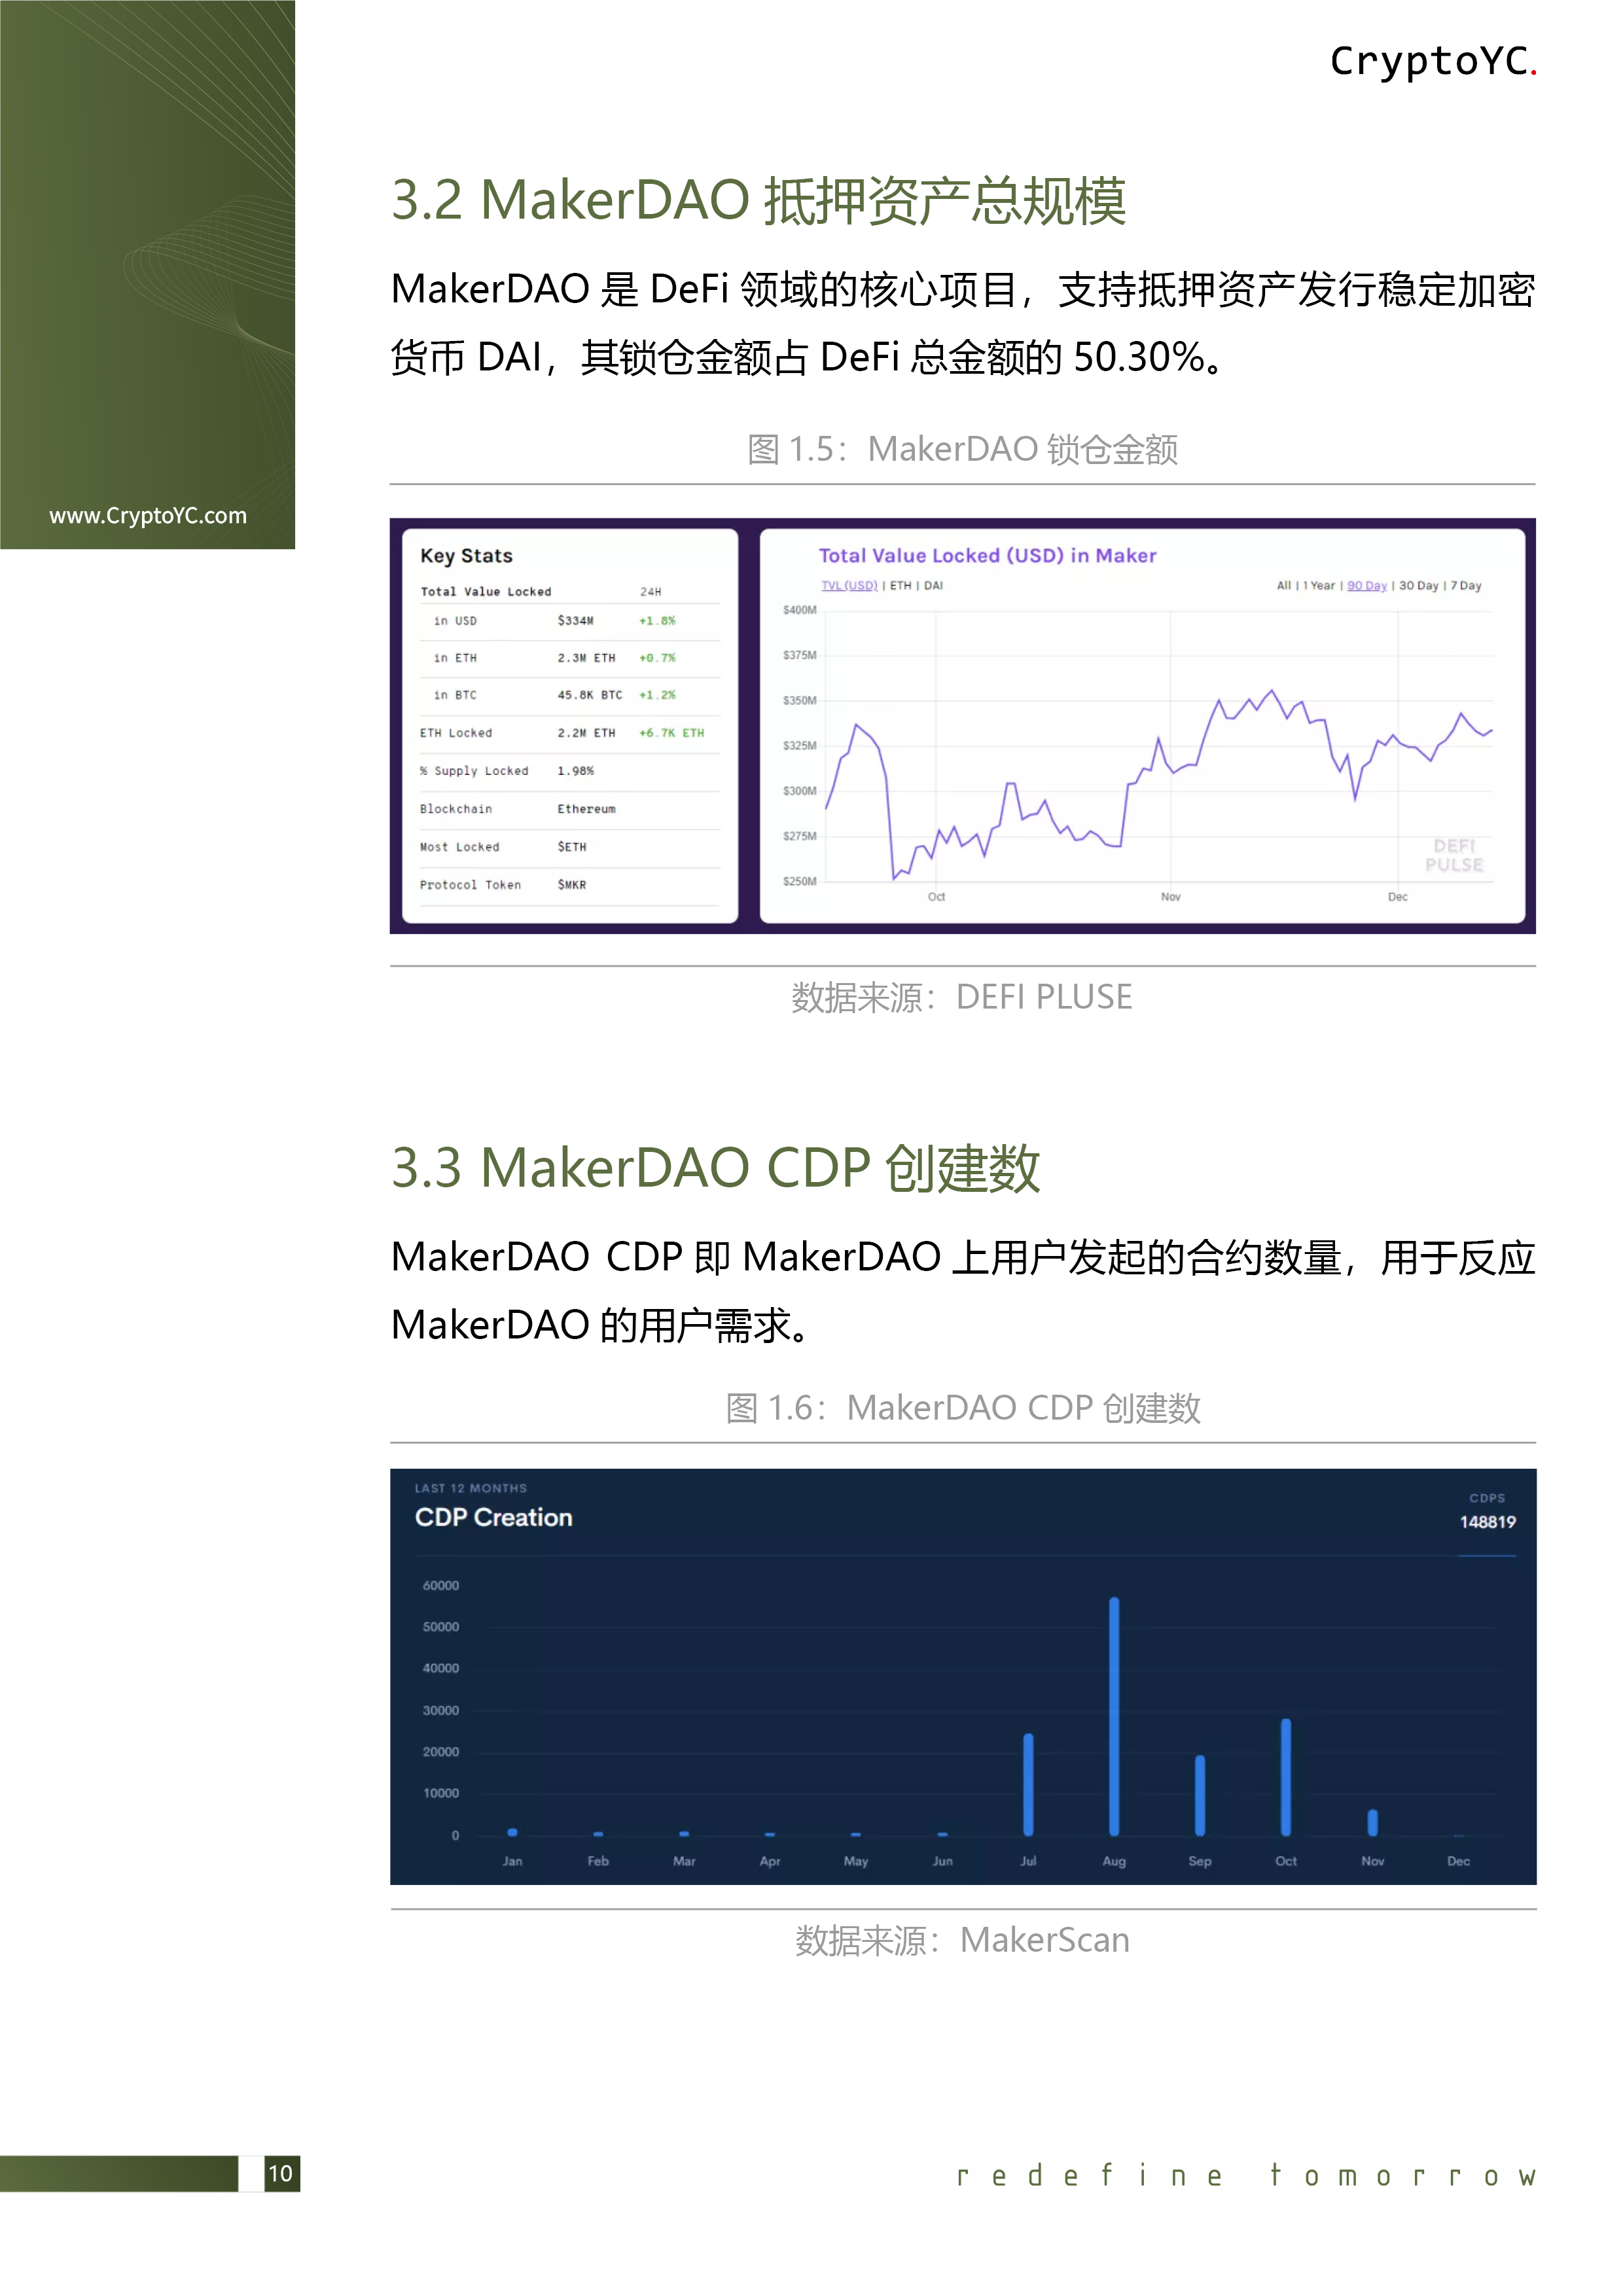 CryptoYC.
www.CryptoYC.com
3.2 MakerDAO 抵押资产总规模
MakerDAO 是 DeFi 领域的核心项目，支持抵押资产发行稳定加密
货币 DAI，其锁仓金额占 DeFi 总金额的 50.30%。
图 1.5：MakerDAO 锁仓金额
Key Stats
Total Value Locked 24H
in USD $334M +1.8%
in ETH 2.3M ETH +0.7%
in BTC 45.8K BTC +1.2%
ETH Locked 2.2M ETH +6.7K ETH
% Supply Locked 1.98%
Blockchain Ethereum
Most Locked $ETH
Protocol Token $MKR
Total Value Locked (USD) in Maker
TVL (USD) | ETH | DAI All | 1 Year | 90 Day | 30 Day | 7 Day
$400M
$375M
$350M
$325M
$300M
$275M
$250M
DEFI
PULSE
Oct Nov Dec
数据来源：DEFI PLUSE
3.3 MakerDAO CDP 创建数
MakerDAO CDP 即 MakerDAO 上用户发起的合约数量，用于反应
MakerDAO 的用户需求。
图 1.6：MakerDAO CDP 创建数
LAST 12 MONTHS
CDP Creation
CDPS
148819
60000
50000
40000
30000
20000
10000
0
Jan Feb Mar Apr May Jun Jul Aug Sep Oct Nov Dec
数据来源：MakerScan
10
redefine tomorrow